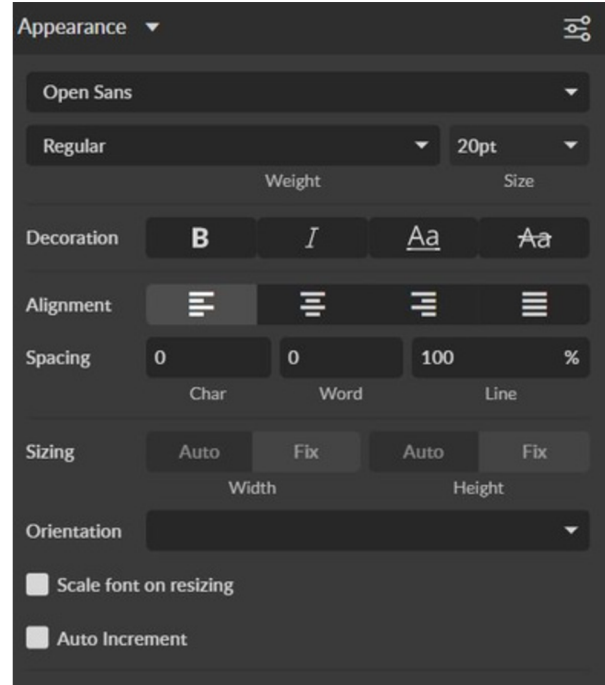 Appearance
Open Sans
Regular 20pt
Weight Size
Decoration B I Aa Aa
Alignment
Spacing 0 0 100 %
Char Word Line
Sizing Auto Fix Auto Fix
Width Height
Orientation
Scale font on resizing
Auto Increment